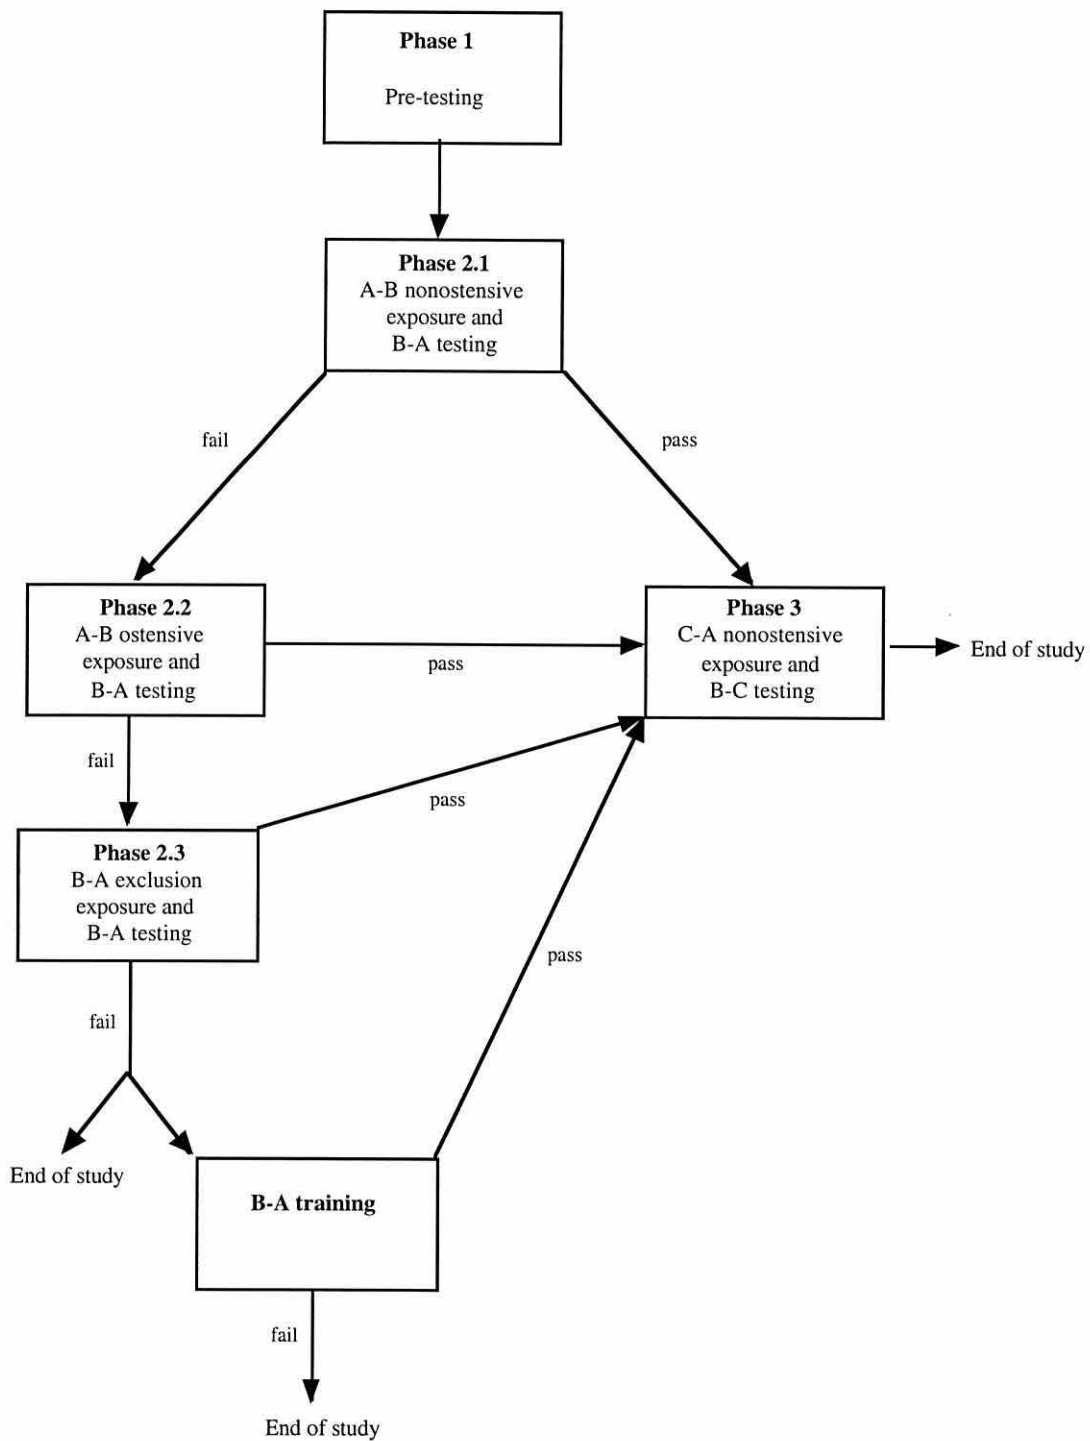 Phase 1
Pre-testing
Phase 2.1
A-B nonostensive
exposure and
B-A testing
fail
pass
Phase 2.2
A-B ostensive
exposure and
B-A testing
pass
Phase 3
C-A nonostensive
exposure and
B-C testing
End of study
fail
pass
Phase 2.3
B-A exclusion
exposure and
B-A testing
pass
fail
End of study
B-A training
fail
End of study